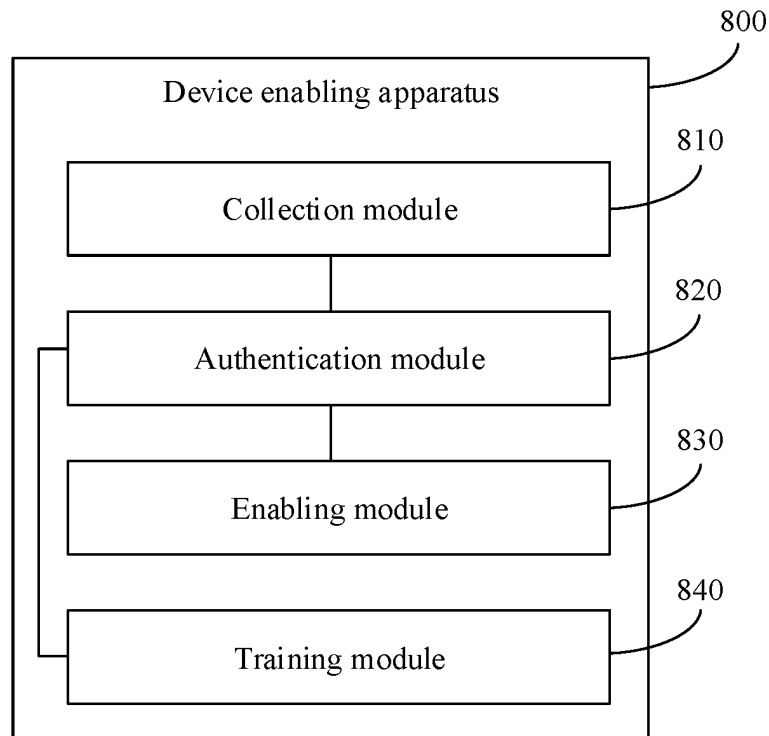 800
Device enabling apparatus
810
Collection module
820
Authentication module
830
Enabling module
840
Training module